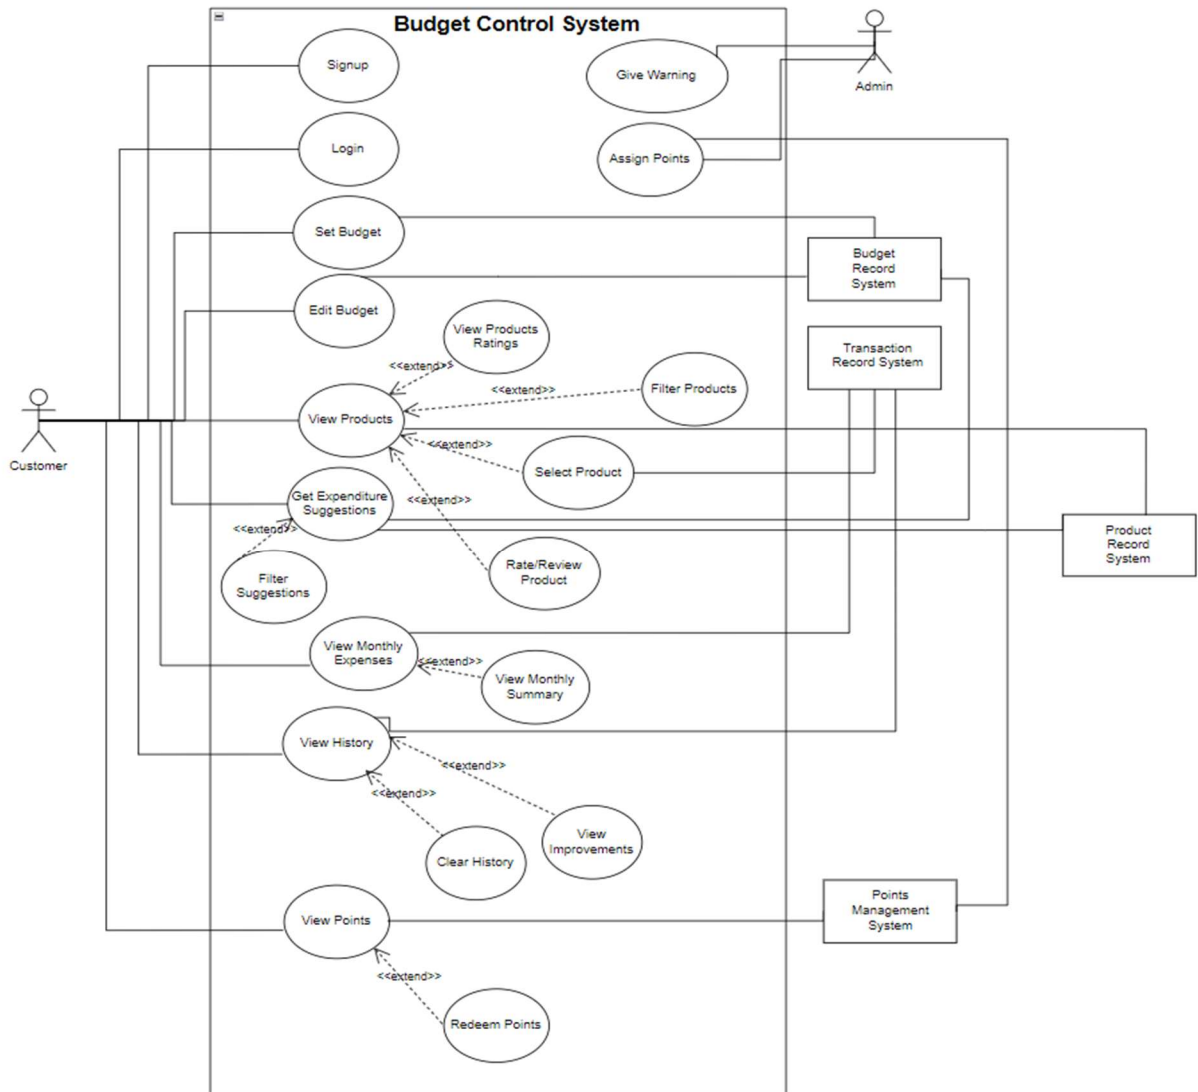 Budget Control System
Signup
Give Warning
Admin
Login
Assign Points
Set Budget
Budget
Record
System
Edit Budget
View Products
Ratings
Transaction
Record System
<<extend>>
<<extend>>
Filter Products
View Products
<<extend>>
Select Product
Customer
Get Expenditure
Suggestions
<<extend>>
<<extend>>
Product
Record
System
Filter
Suggestions
Rate/Review
Product
View Monthly
Expenses
<<extend>>
View Monthly
Summary
View History
<<extend>>
<<extend>>
View
Improvements
Clear History
Points
Management
System
View Points
<<extend>>
Redeem Points